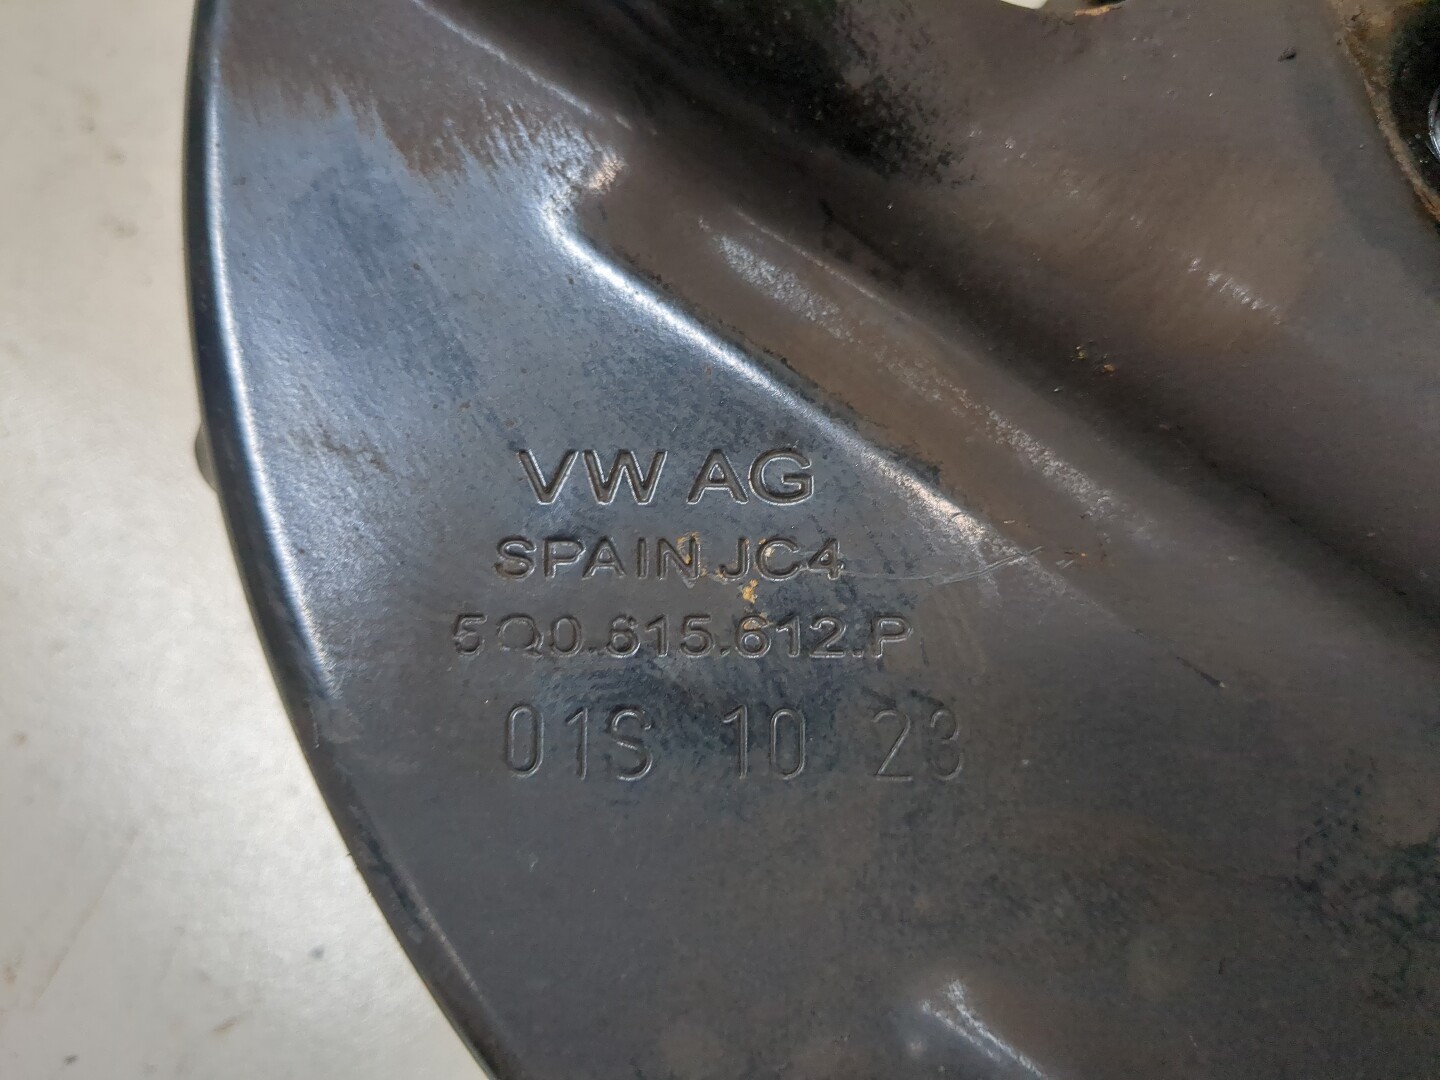 VW AG
SPAIN JC4
5Q0.615.612.P
01S 10 23